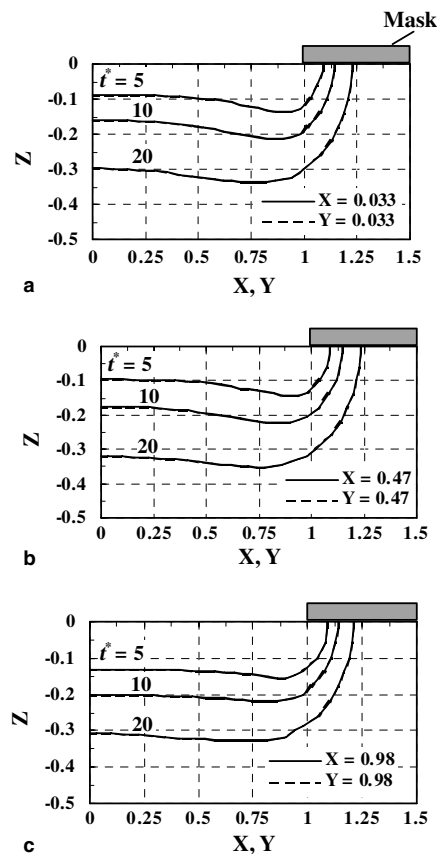 Mask
0
-0.1
-0.2
-0.3
-0.4
-0.5
Z
t* = 5
10
20
X = 0.033
Y = 0.033
0 0.25 0.5 0.75 1 1.25 1.5
X, Y
a
0
-0.1
-0.2
-0.3
-0.4
-0.5
Z
t* = 5
10
20
X = 0.47
Y = 0.47
0 0.25 0.5 0.75 1 1.25 1.5
X, Y
b
0
-0.1
-0.2
-0.3
-0.4
-0.5
Z
t* = 5
10
20
X = 0.98
Y = 0.98
0 0.25 0.5 0.75 1 1.25 1.5
X, Y
c